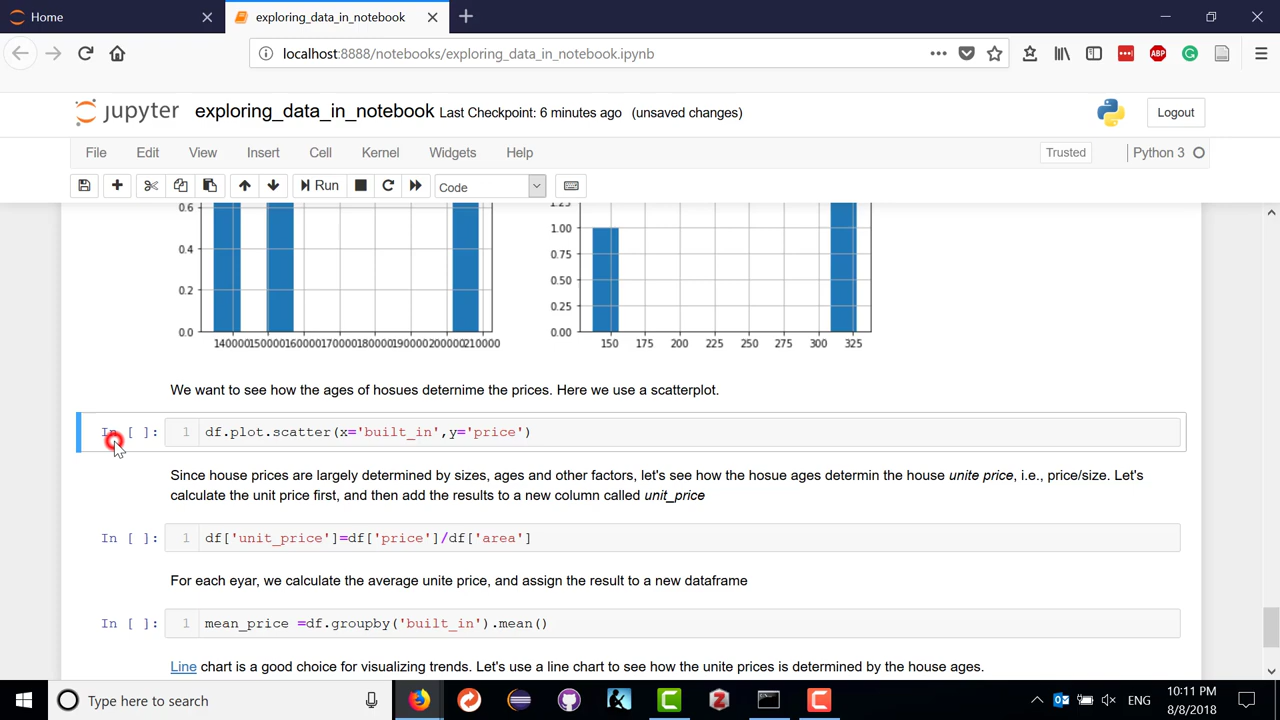 Home
exploring_data_in_notebook
localhost:8888/notebooks/exploring_data_in_notebook.ipynb
ABP
jupyter exploring_data_in_notebook Last Checkpoint: 6 minutes ago (unsaved changes)
Logout
File Edit View Insert Cell Kernel Widgets Help
Trusted
Python 3
Run
Code
0.6
0.4
0.2
0.0
140000150000160000170000180000190000200000210000
1.25
1.00
0.75
0.50
0.25
0.00
150 175 200 225 250 275 300 325
We want to see how the ages of hosues deternime the prices. Here we use a scatterplot.
In [ ]: 1 df.plot.scatter(x='built_in',y='price')
Since house prices are largely determined by sizes, ages and other factors, let's see how the hosue ages determin the house unite price, i.e., price/size. Let's
calculate the unit price first, and then add the results to a new column called unit_price
In [ ]: 1 df['unit_price']=df['price']/df['area']
For each eyar, we calculate the average unite price, and assign the result to a new dataframe
In [ ]: 1 mean_price =df.groupby('built_in').mean()
Line chart is a good choice for visualizing trends. Let's use a line chart to see how the unite prices is determined by the house ages.
Type here to search
ENG
10:11 PM
8/8/2018